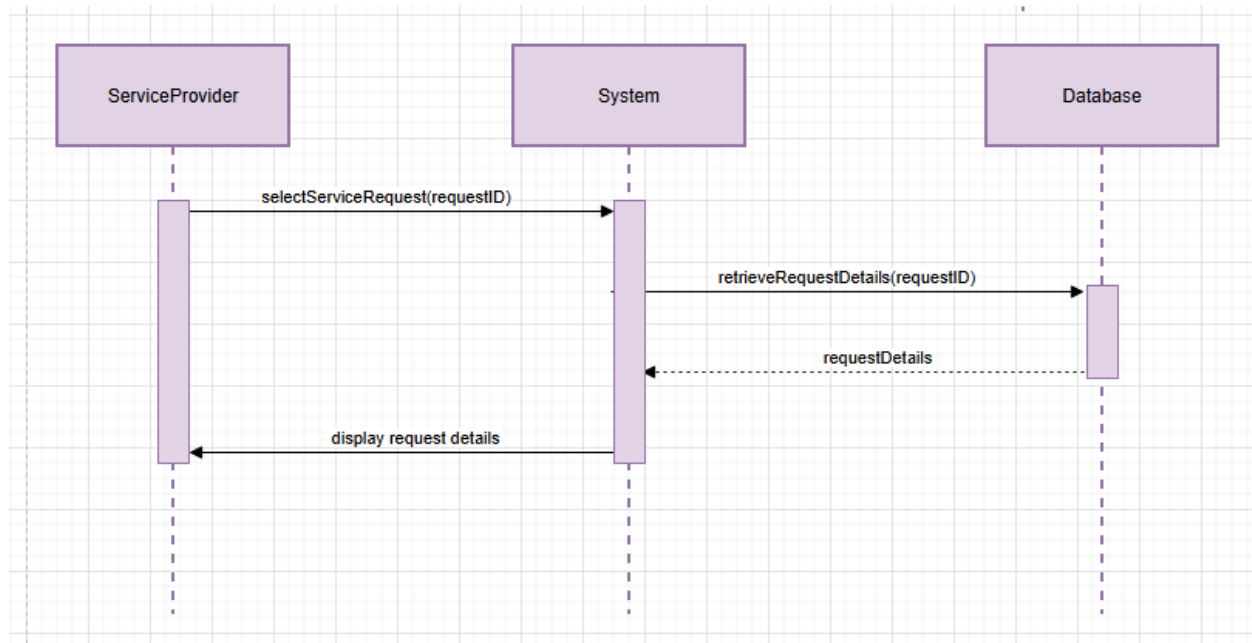 ServiceProvider
System
Database
selectServiceRequest(requestID)
retrieveRequestDetails(requestID)
requestDetails
display request details